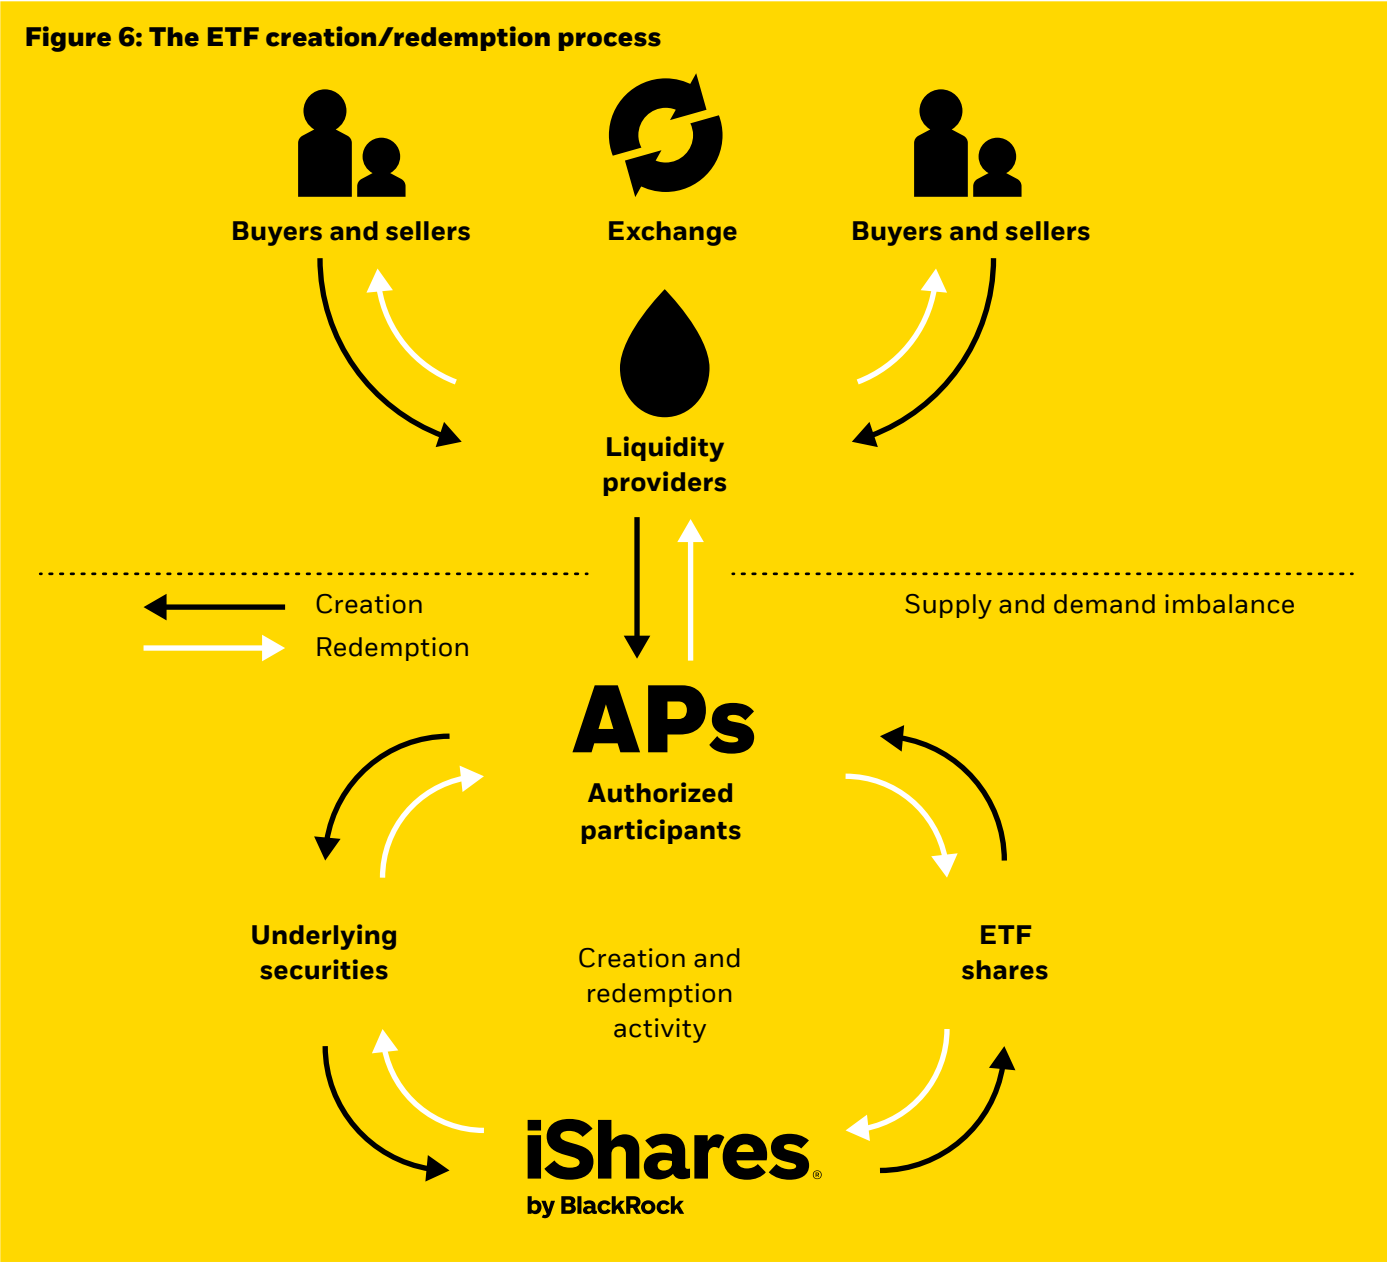 Figure 6: The ETF creation/redemption process
Buyers and sellers
Exchange
Buyers and sellers
Liquidity
providers
Creation
Redemption
Supply and demand imbalance
APs
Authorized
participants
Underlying
securities
Creation and
redemption
activity
ETF
shares
iShares®
by BlackRock